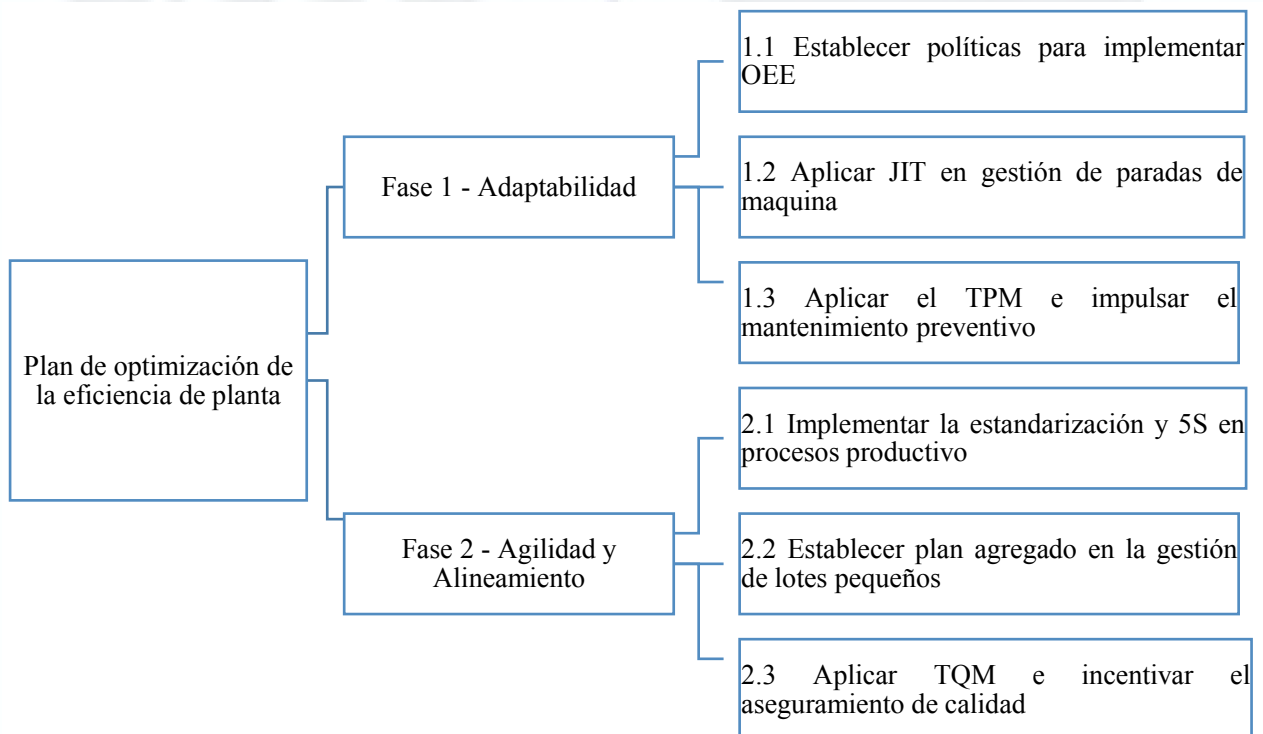 Plan de optimización de
la eficiencia de planta
Fase 1 - Adaptabilidad
1.1 Establecer políticas para implementar
OEE
1.2 Aplicar JIT en gestión de paradas de
maquina
1.3 Aplicar el TPM e impulsar el
mantenimiento preventivo
Fase 2 - Agilidad y
Alineamiento
2.1 Implementar la estandarización y 5S en
procesos productivo
2.2 Establecer plan agregado en la gestión
de lotes pequeños
2.3 Aplicar TQM e incentivar el
aseguramiento de calidad